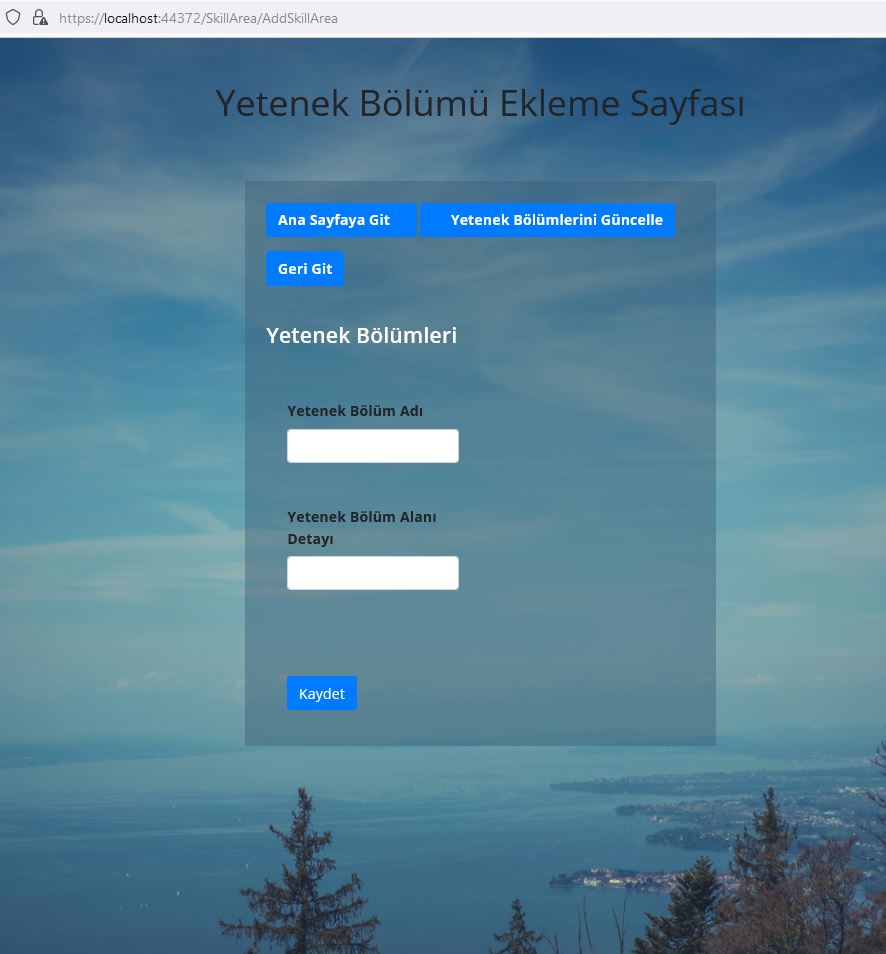 https://localhost:44372/SkillArea/AddSkillArea
Yetenek Bölümü Ekleme Sayfası
Ana Sayfaya Git Yetenek Bölümlerini Güncelle
Geri Git
Yetenek Bölümleri
Yetenek Bölüm Adı
Yetenek Bölüm Alanı
Detayı
Kaydet